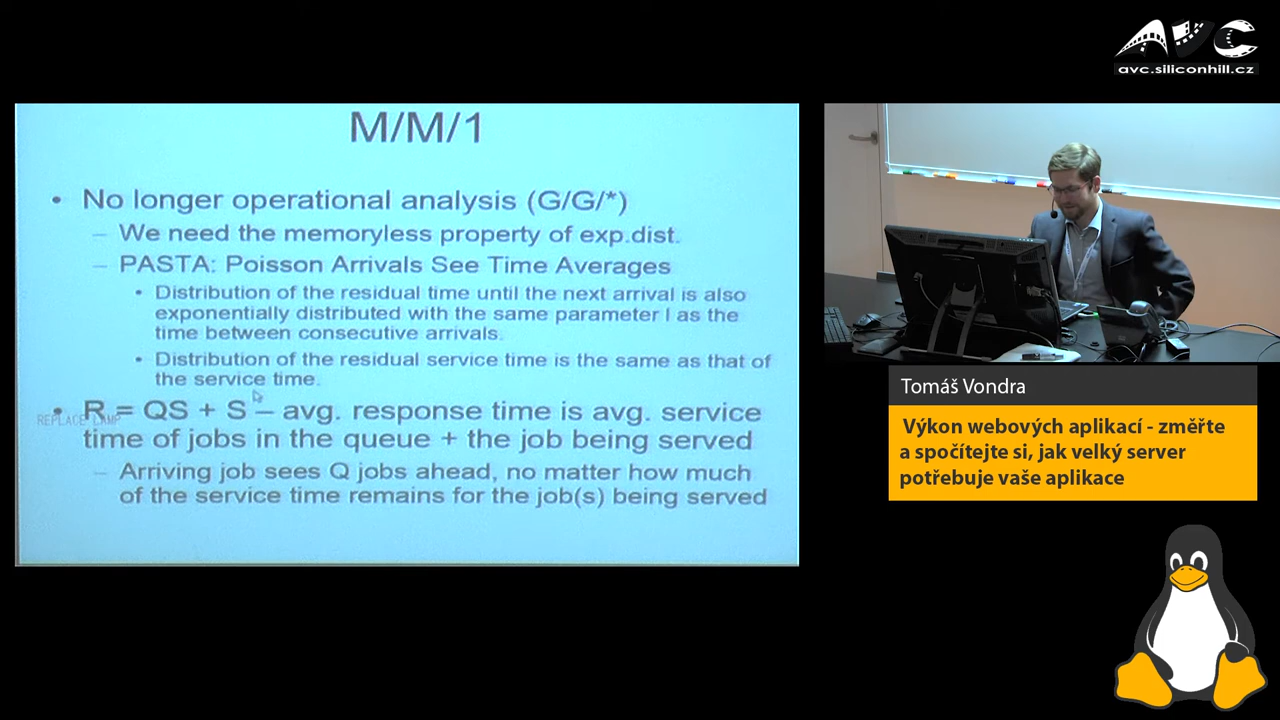 AVC
avc.siliconhill.cz
M/M/1
• No longer operational analysis (G/G/*)
– We need the memoryless property of exp.dist.
– PASTA: Poisson Arrivals See Time Averages
• Distribution of the residual time until the next arrival is also
exponentially distributed with the same parameter l as the
time between consecutive arrivals.
• Distribution of the residual service time is the same as that of
the service time.
• R = QS + S – avg. response time is avg. service
time of jobs in the queue + the job being served
REPLACE LAMP
– Arriving job sees Q jobs ahead, no matter how much
of the service time remains for the job(s) being served
Tomáš Vondra
Výkon webových aplikací - změřte
a spočítejte si, jak velký server
potřebuje vaše aplikace